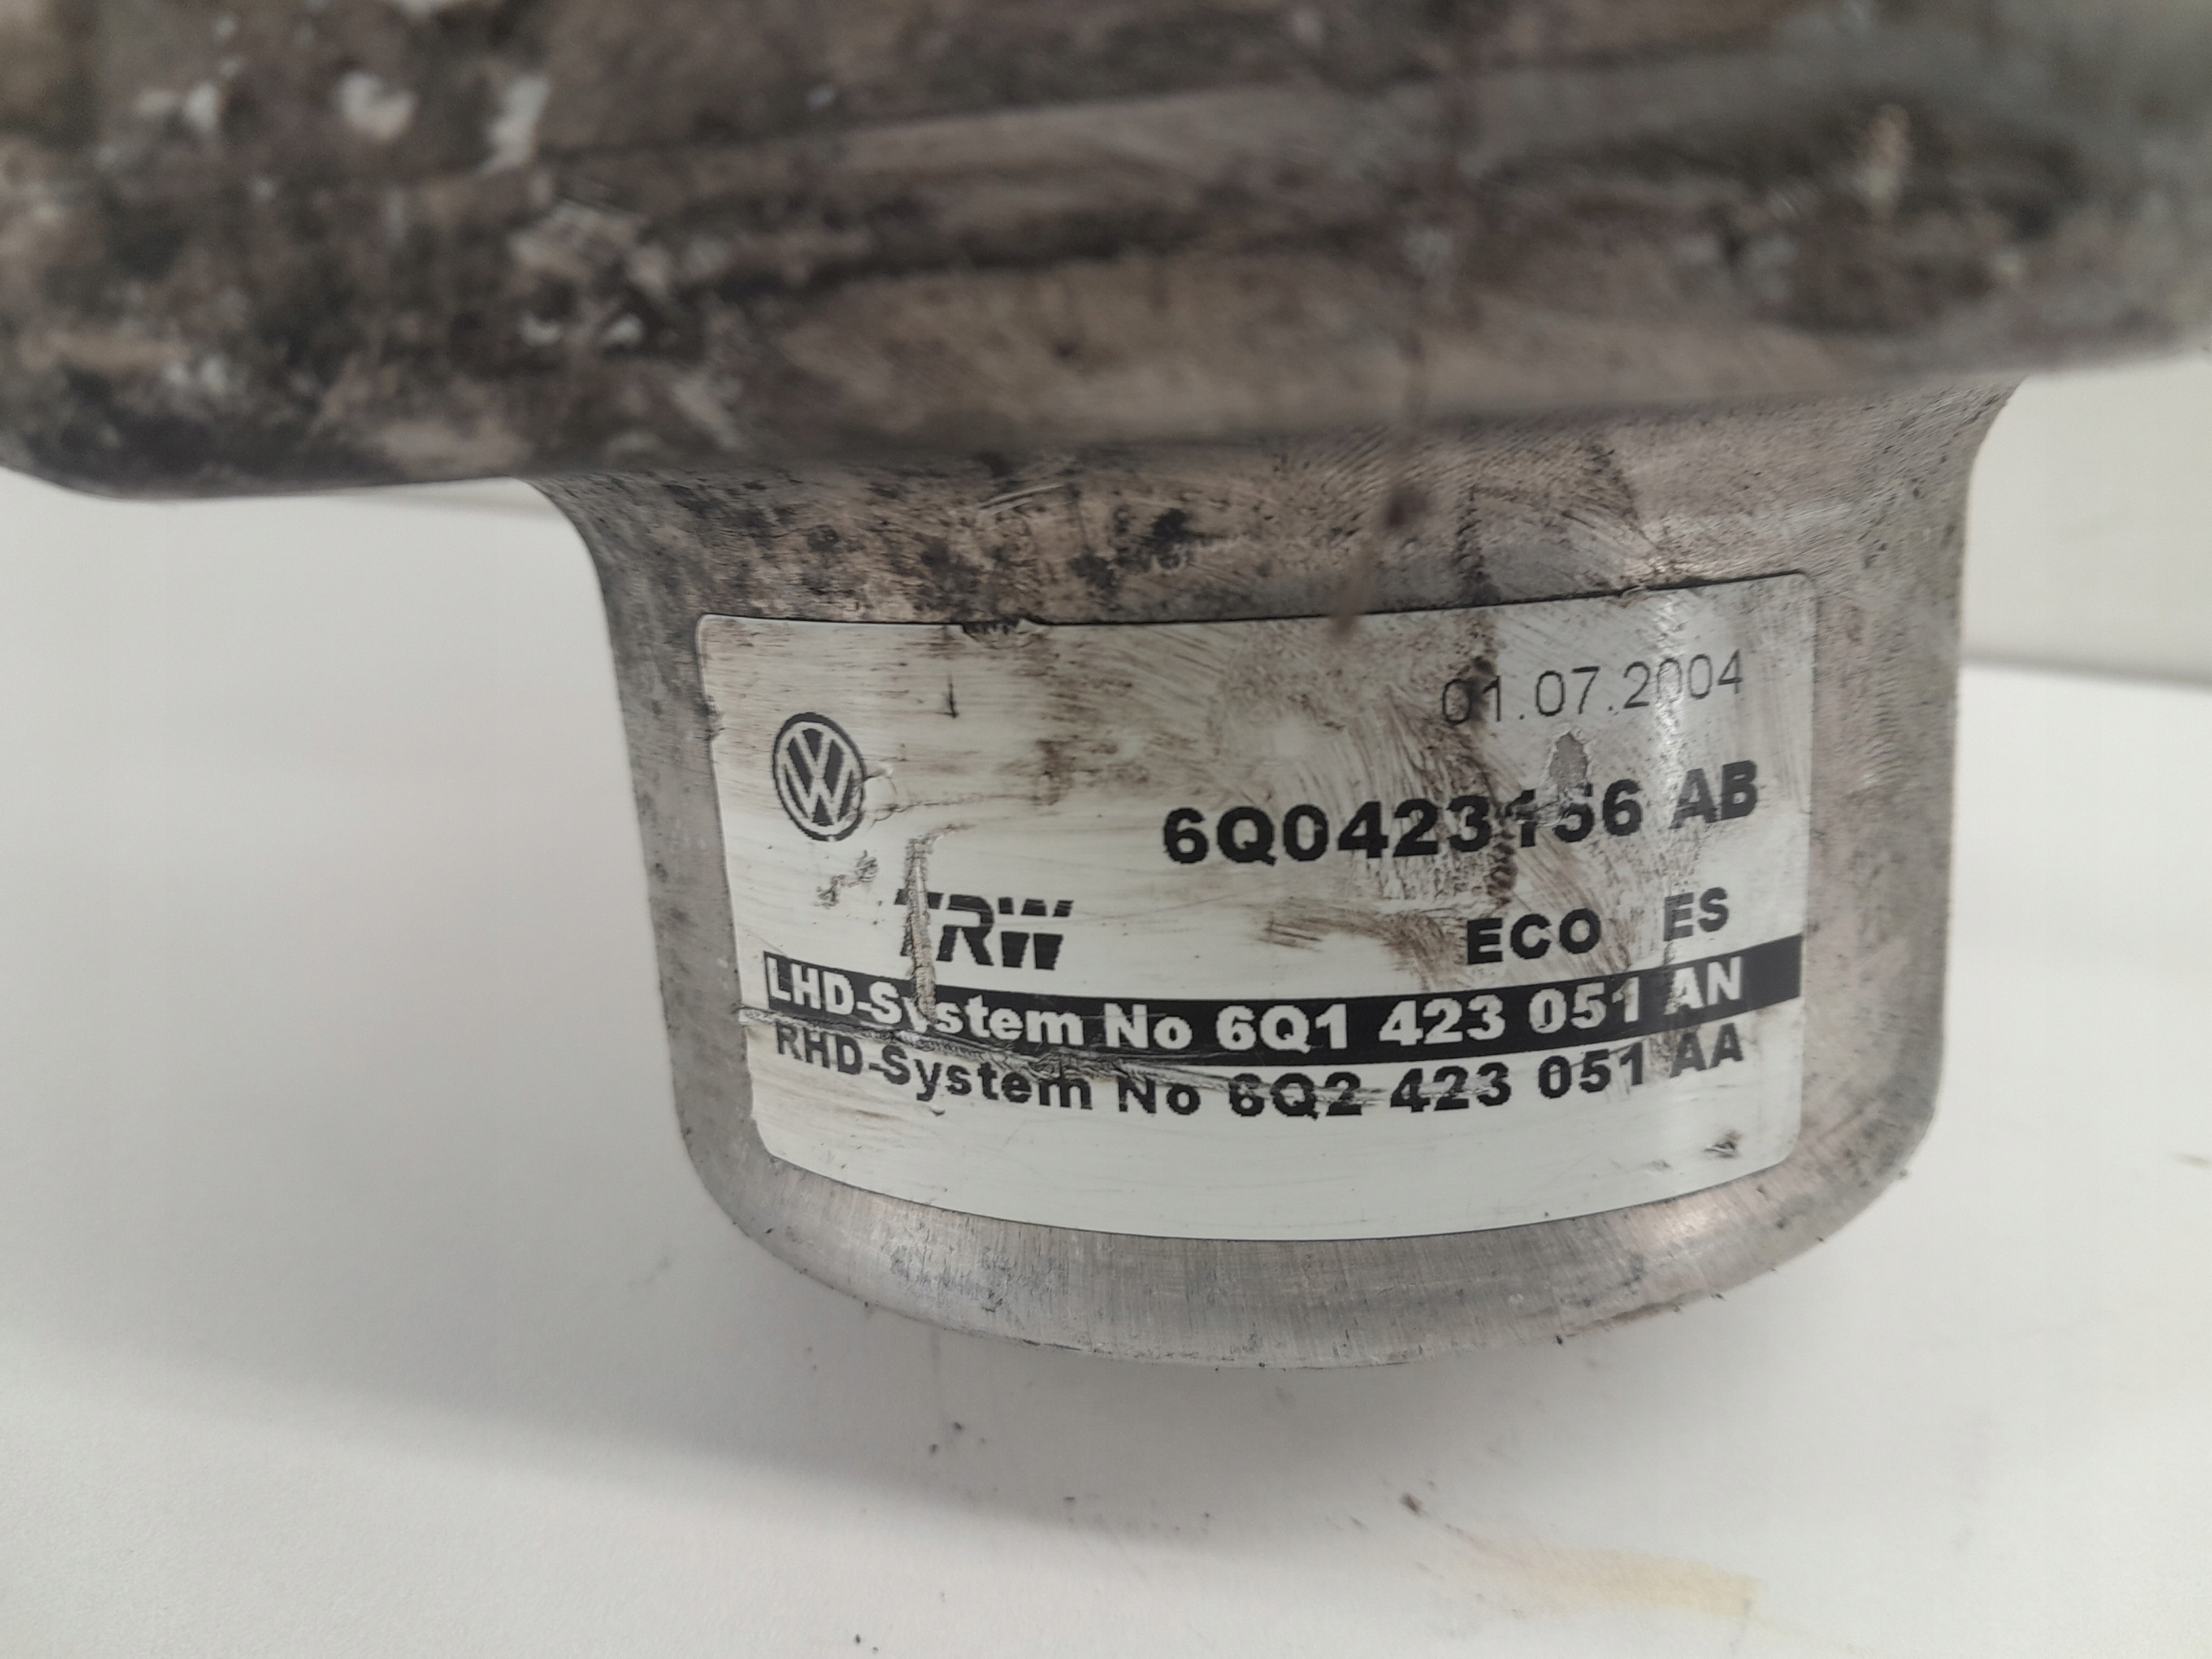 01.07.2004
6Q0423156 AB
TRW
ECO ES
LHD-System No 6Q1 423 051 AN
RHD-System No 6Q2 423 051 AA